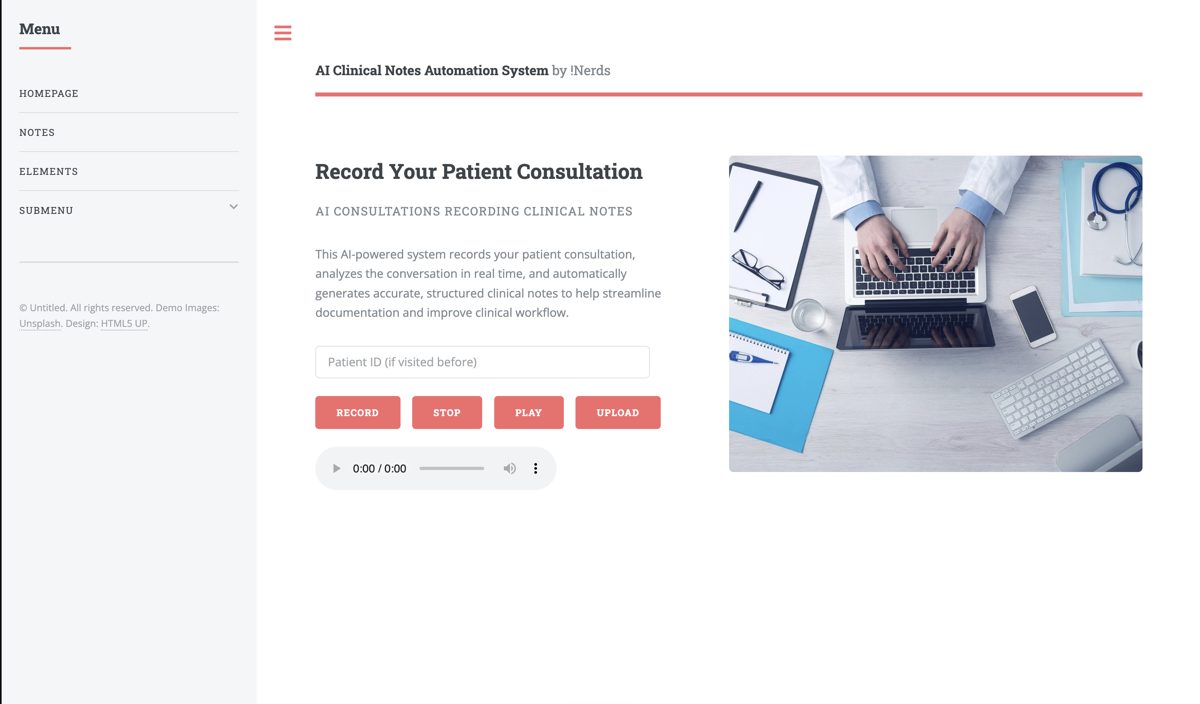 Menu
HOMEPAGE
NOTES
ELEMENTS
SUBMENU
© Untitled. All rights reserved. Demo Images:
Unsplash. Design: HTML5 UP.
AI Clinical Notes Automation System by !Nerds
Record Your Patient Consultation
AI CONSULTATIONS RECORDING CLINICAL NOTES
This AI-powered system records your patient consultation,
analyzes the conversation in real time, and automatically
generates accurate, structured clinical notes to help streamline
documentation and improve clinical workflow.
Patient ID (if visited before)
RECORD STOP PLAY UPLOAD
0:00 / 0:00